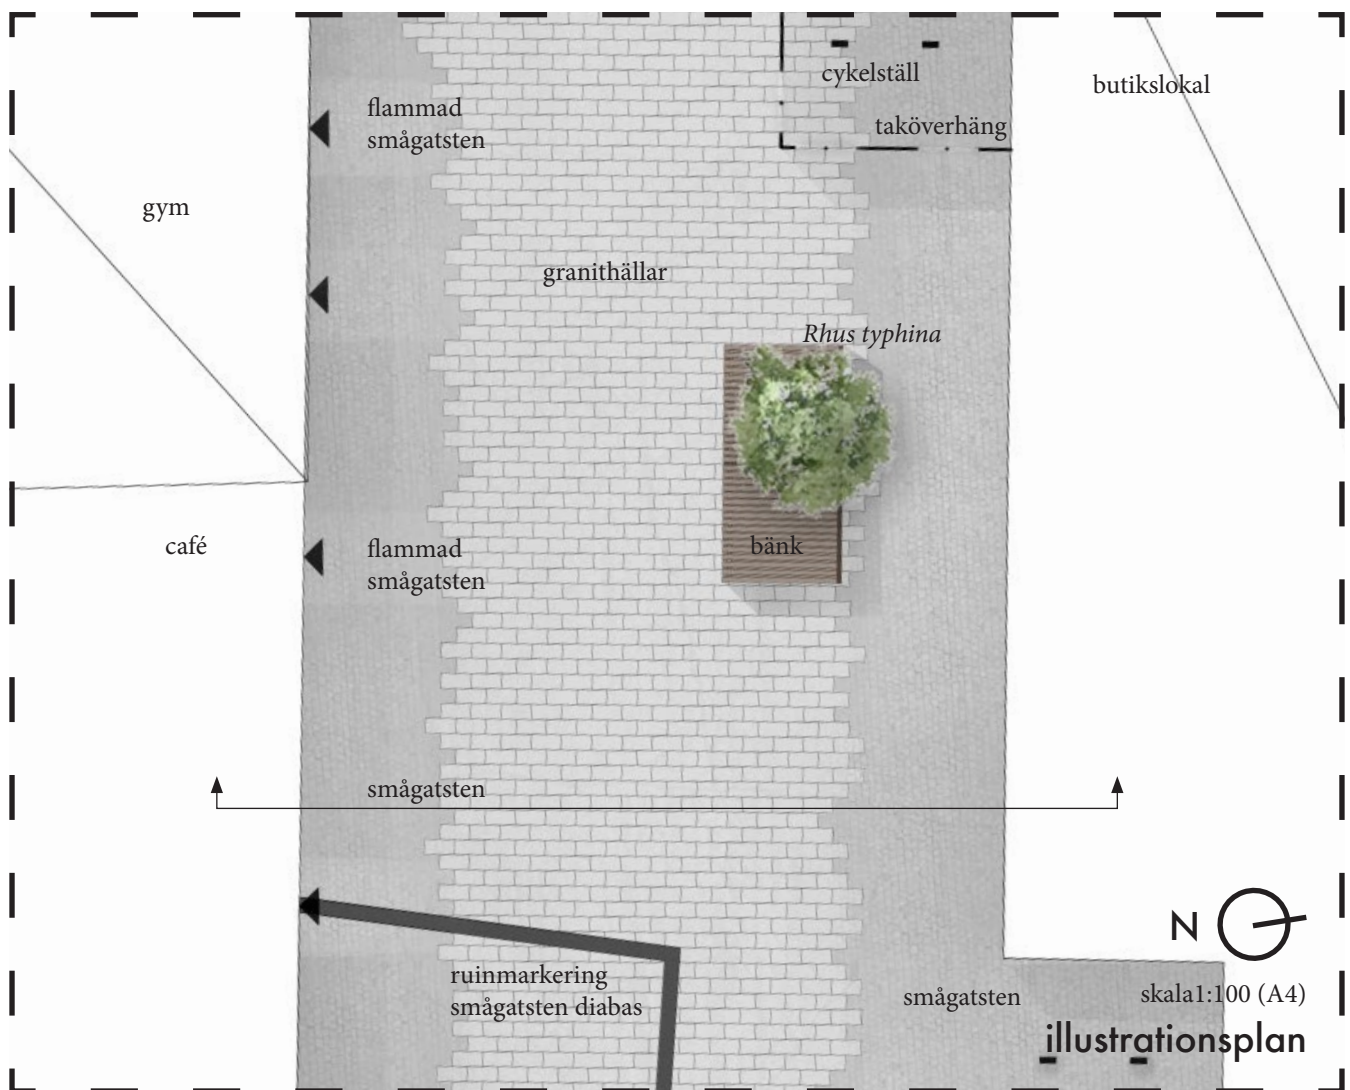 cykelställ
butikslokal
flammad
smågatsten
taköverhäng
gym
granithällar
Rhus typhina
café
flammad
smågatsten
bänk
smågatsten
N
ruinmarkering
smågatsten diabas
smågatsten
skala1:100 (A4)
illustrationsplan